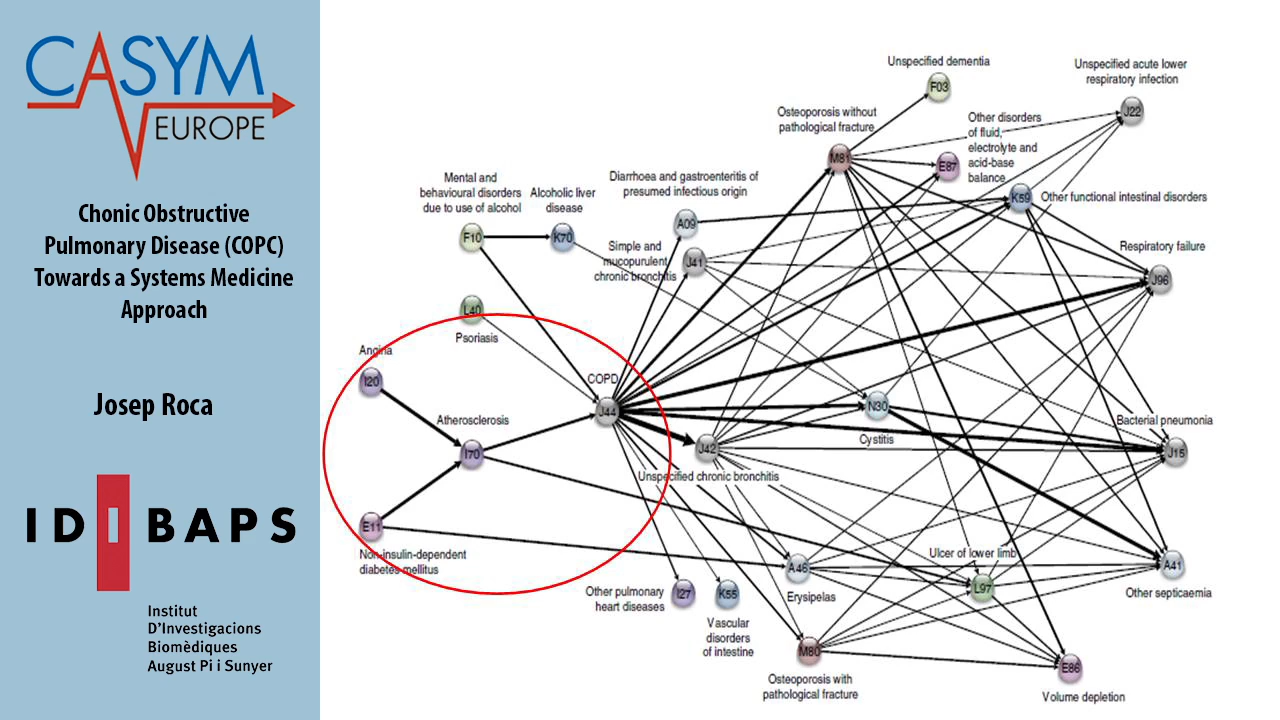 CASYM
EUROPE
Chonic Obstructive
Pulmonary Disease (COPC)
Towards a Systems Medicine
Approach
Josep Roca
IDIBAPS
Institut
D'Investigacions
Biomèdiques
August Pi i Sunyer
Unspecified dementia
F03
Unspecified acute lower
respiratory infection
J22
Osteoporosis without
pathological fracture
M81
Other disorders
of fluid,
electrolyte and
acid-base
balance
E87
Mental and
behavioural disorders
due to use of alcohol
F10
Alcoholic liver
disease
K70
Diarrhoea and gastroenteritis of
presumed infectious origin
A09
K59
Other functional intestinal disorders
Simple and
mucopurulent
chronic bronchitis
J41
Respiratory failure
J96
L40
Psoriasis
Angina
I20
COPD
J44
Atherosclerosis
I70
N30
Cystitis
Bacterial pneumonia
J15
J42
Unspecified chronic bronchitis
E11
Non-insulin-dependent
diabetes mellitus
A46
Erysipelas
Ulcer of lower limb
L97
A41
Other septicaemia
Other pulmonary
heart diseases
I27
K55
Vascular
disorders
of intestine
M80
Osteoporosis with
pathological fracture
E86
Volume depletion